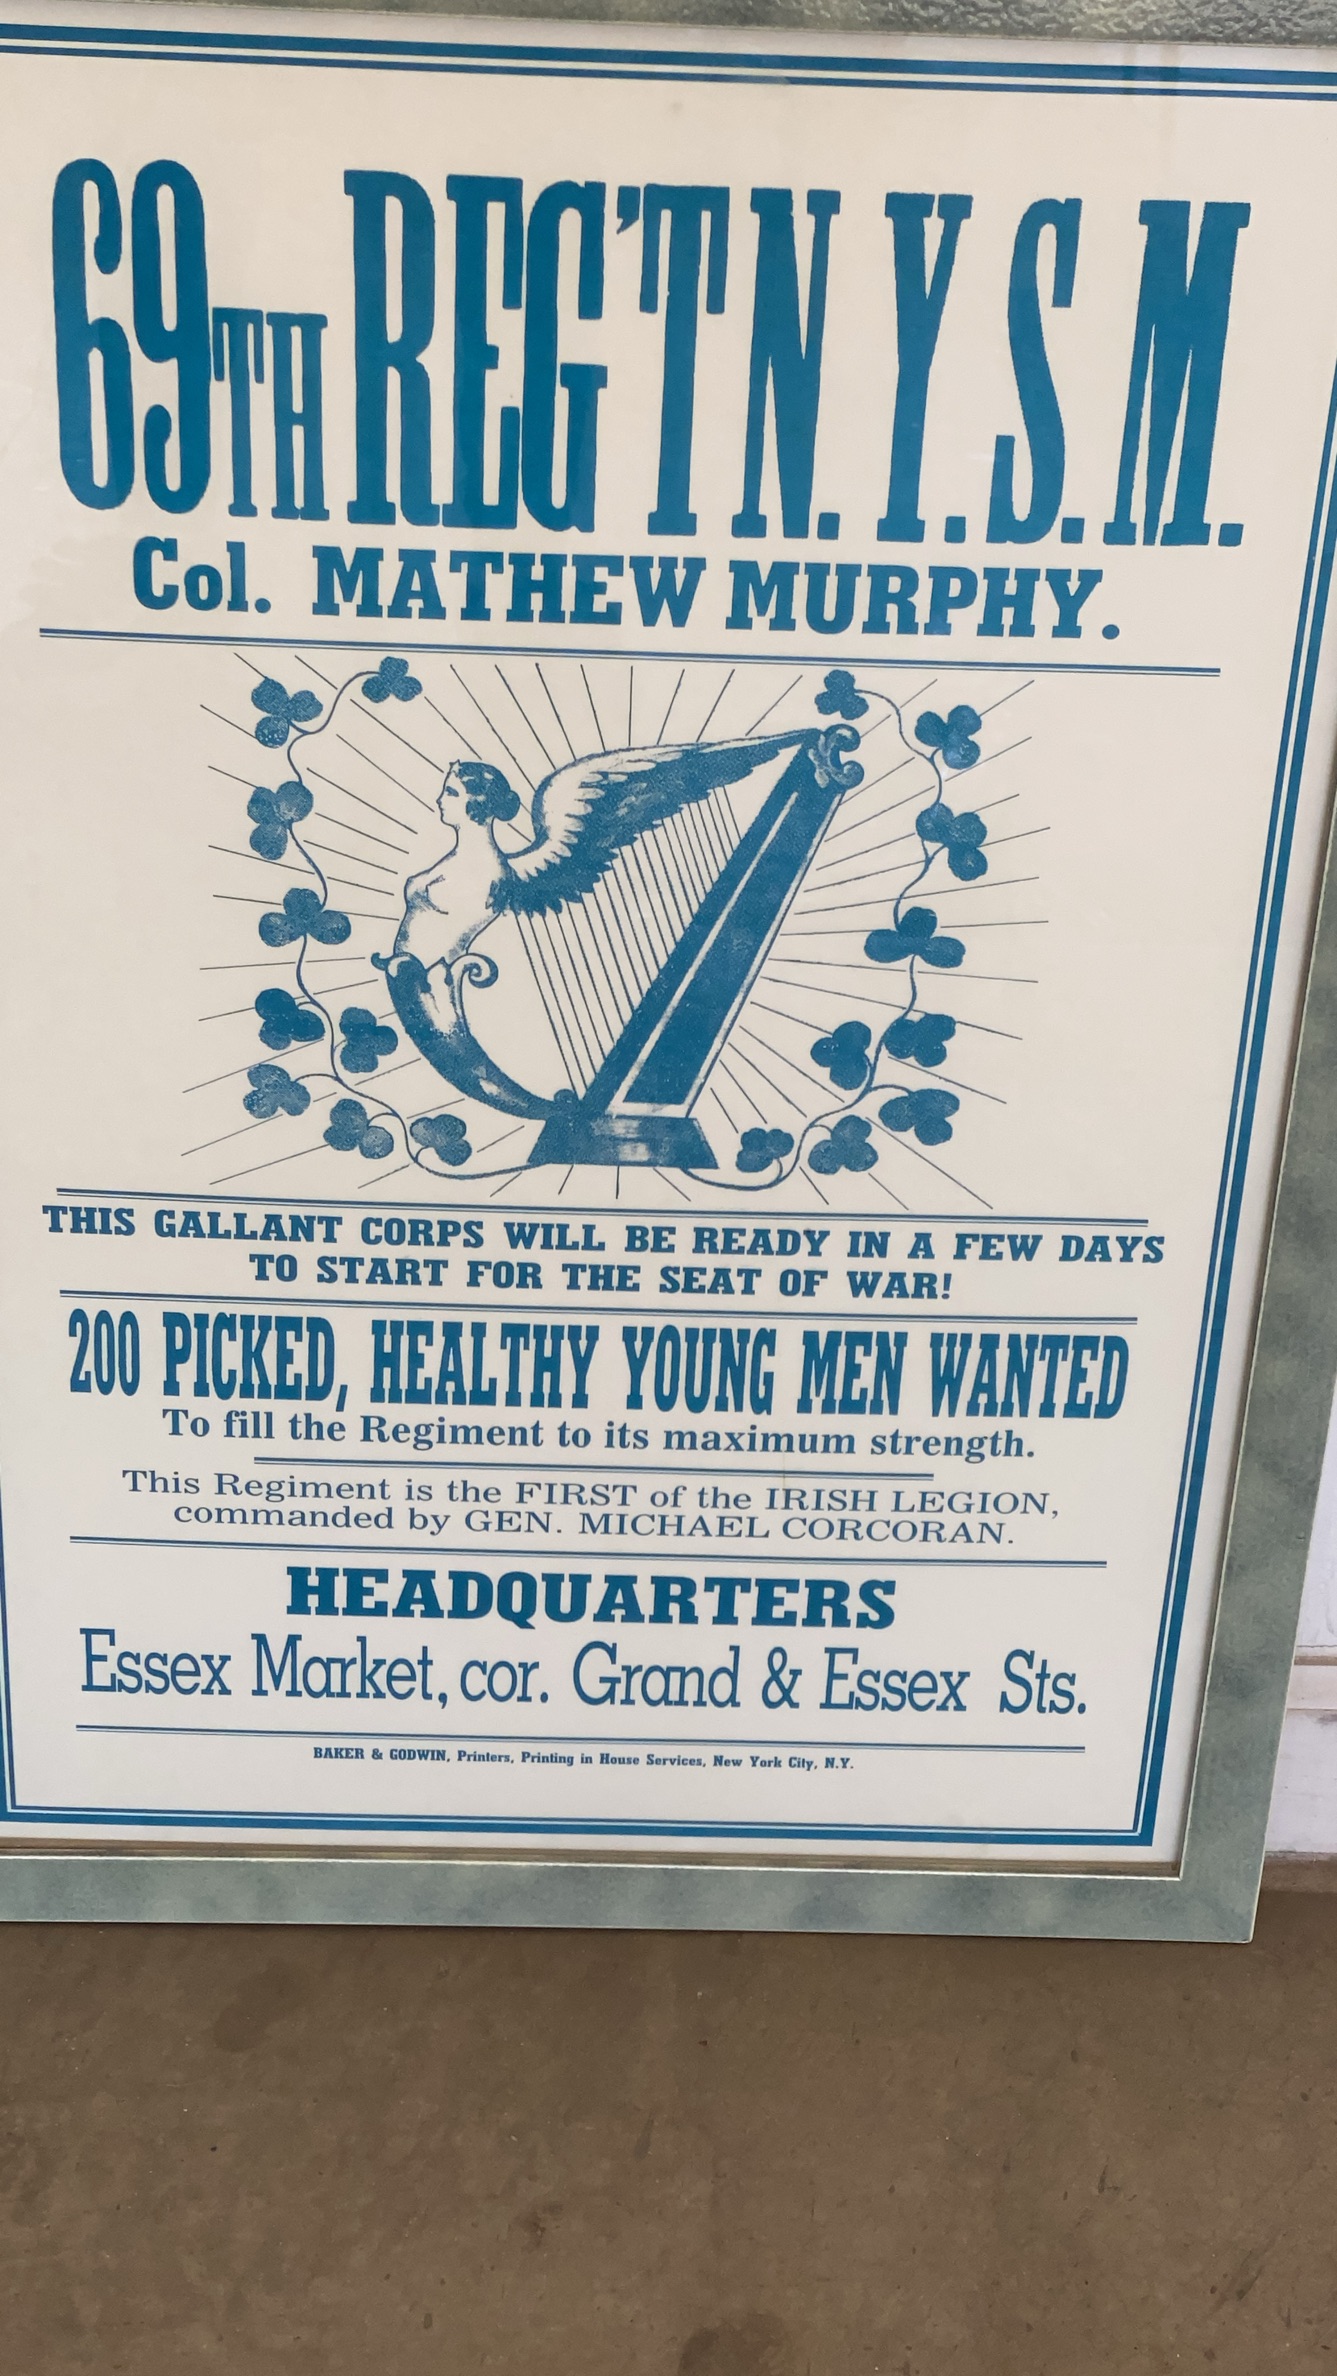 69TH REG'T N.Y.S.M.
Col. MATHEW MURPHY.
THIS GALLANT CORPS WILL BE READY IN A FEW DAYS
TO START FOR THE SEAT OF WAR!
200 PICKED, HEALTHY YOUNG MEN WANTED
To fill the Regiment to its maximum strength.
This Regiment is the FIRST of the IRISH LEGION,
commanded by GEN. MICHAEL CORCORAN.
HEADQUARTERS
Essex Market, cor. Grand & Essex Sts.
BAKER & GODWIN, Printers, Printing in House Services, New York City, N.Y.